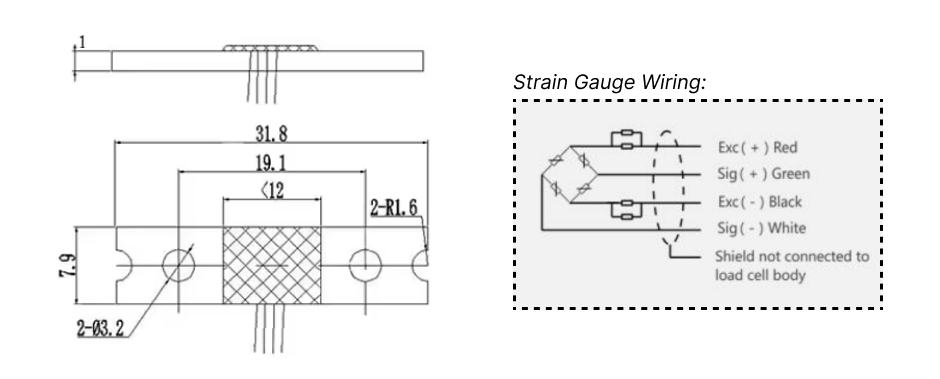 1
31.8
19.1
<12
2-R1.6
7.9
2-Ø3.2
Strain Gauge Wiring:
Exc ( + ) Red
Sig ( + ) Green
Exc ( - ) Black
Sig ( - ) White
Shield not connected to
load cell body